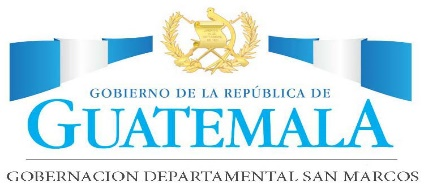 GOBIERNO DE LA REPÚBLICA DE
GUATEMALA
GOBERNACION DEPARTAMENTAL SAN MARCOS